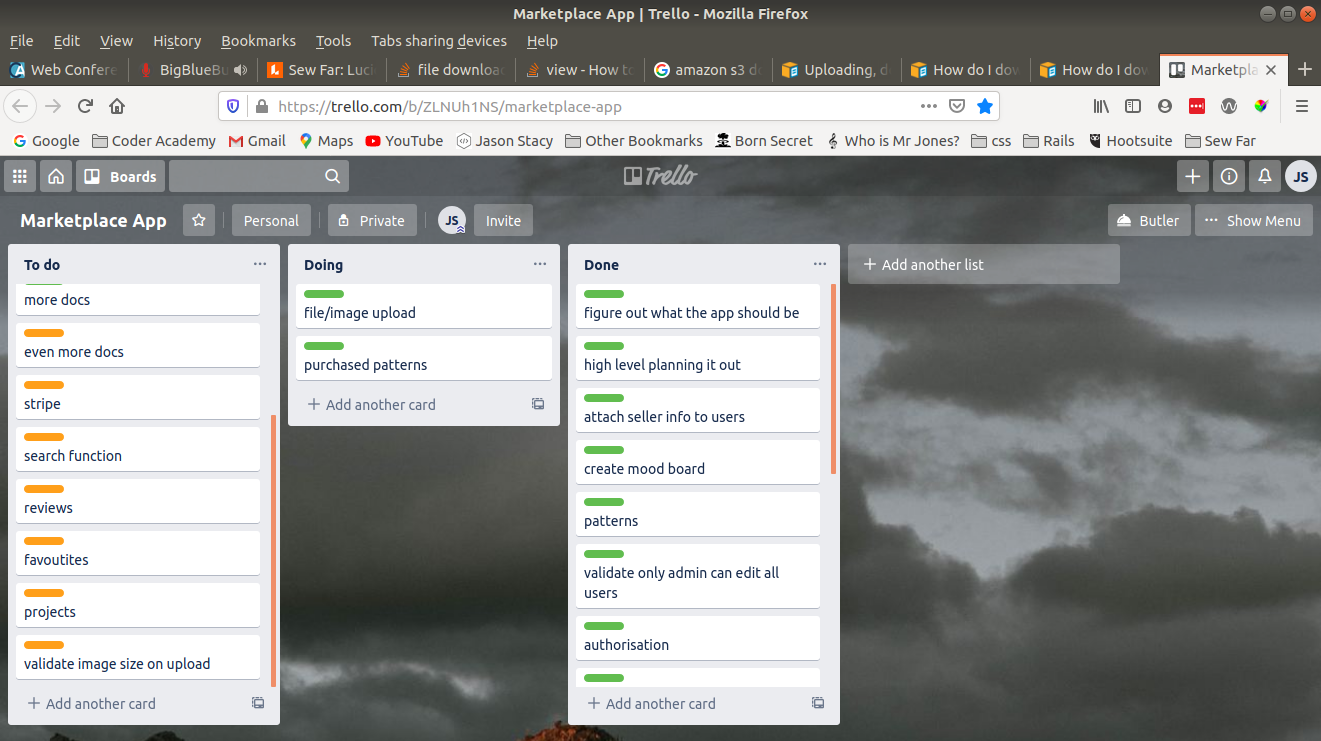 Marketplace App | Trello - Mozilla Firefox
File Edit View History Bookmarks Tools Tabs sharing devices Help
Web Confere BigBlueBu Sew Far: Luci file downloa view - How to amazon s3 do Uploading, d How do I dow How do I dow Marketpla
https://trello.com/b/ZLNUh1NS/marketplace-app
Google Coder Academy Gmail Maps YouTube Jason Stacy Other Bookmarks Born Secret Who is Mr Jones? css Rails Hootsuite Sew Far
Boards Trello JS
Marketplace App Personal Private JS Invite Butler Show Menu
To do
more docs
even more docs
stripe
search function
reviews
favoutites
projects
validate image size on upload
+ Add another card
Doing
file/image upload
purchased patterns
+ Add another card
Done
figure out what the app should be
high level planning it out
attach seller info to users
create mood board
patterns
validate only admin can edit all
users
authorisation
+ Add another card
+ Add another list